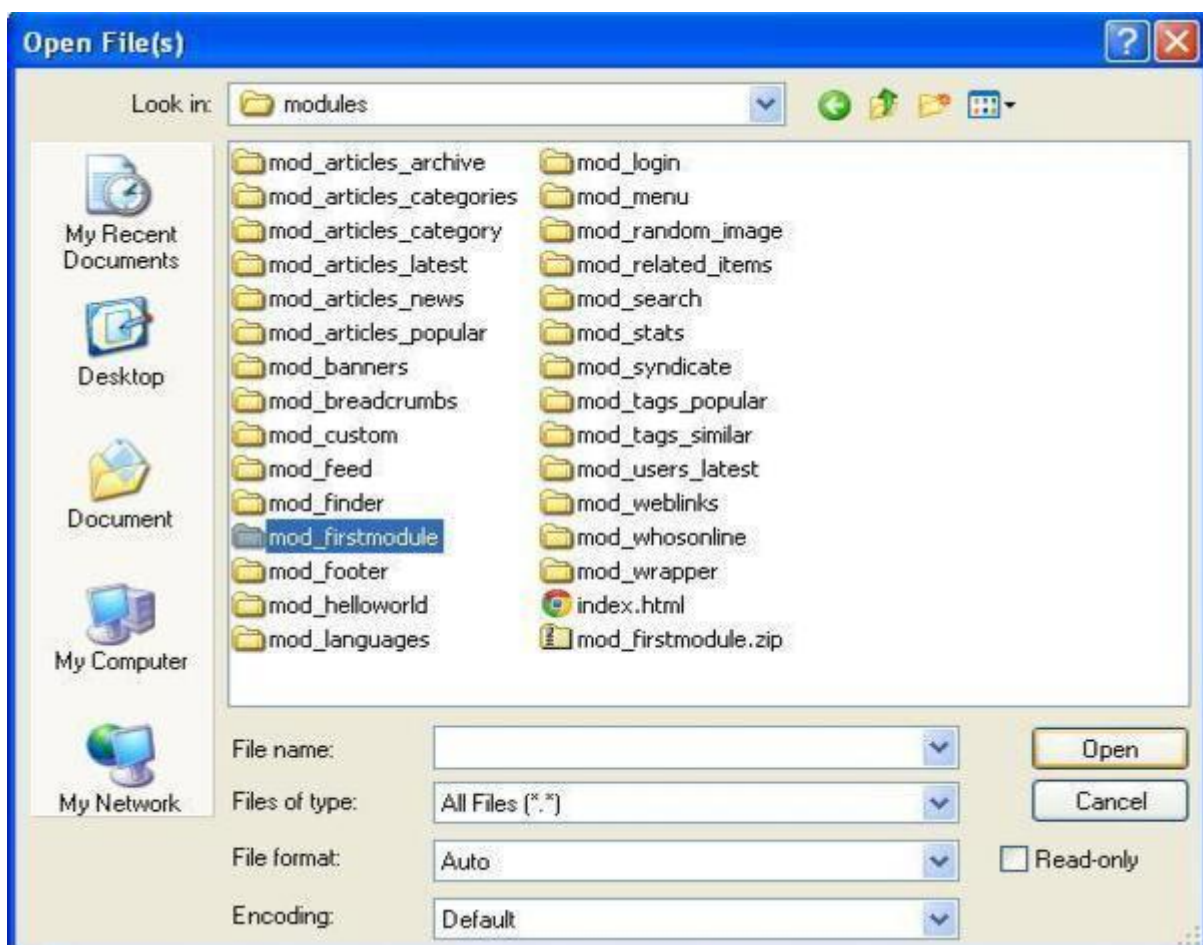 Open File(s)
Look in:
modules
My Recent
Documents
Desktop
Document
My Computer
My Network
mod_articles_archive
mod_articles_categories
mod_articles_category
mod_articles_latest
mod_articles_news
mod_articles_popular
mod_banners
mod_breadcrumbs
mod_custom
mod_feed
mod_finder
mod_firstmodule
mod_footer
mod_helloworld
mod_languages
mod_login
mod_menu
mod_random_image
mod_related_items
mod_search
mod_stats
mod_syndicate
mod_tags_popular
mod_tags_similar
mod_users_latest
mod_weblinks
mod_whosonline
mod_wrapper
index.html
mod_firstmodule.zip
File name:
Open
Files of type:
All Files (*.*)
Cancel
File format:
Auto
Read-only
Encoding:
Default